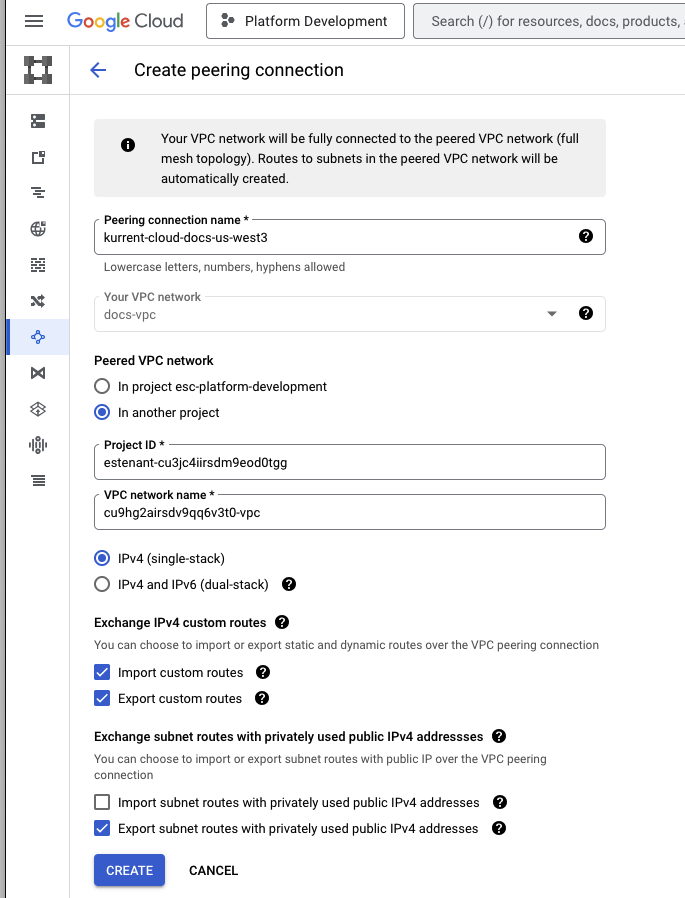 Google Cloud
Platform Development
Search (/) for resources, docs, products,
Create peering connection
Your VPC network will be fully connected to the peered VPC network (full
mesh topology). Routes to subnets in the peered VPC network will be
automatically created.
Peering connection name *
kurrent-cloud-docs-us-west3
Lowercase letters, numbers, hyphens allowed
Your VPC network
docs-vpc
Peered VPC network
In project esc-platform-development
In another project
Project ID *
estenant-cu3jc4iirsdm9eod0tgg
VPC network name *
cu9hg2airsdv9qq6v3t0-vpc
IPv4 (single-stack)
IPv4 and IPv6 (dual-stack)
Exchange IPv4 custom routes
You can choose to import or export static and dynamic routes over the VPC peering connection
Import custom routes
Export custom routes
Exchange subnet routes with privately used public IPv4 addressses
You can choose to import or export subnet routes with public IP over the VPC peering
connection
Import subnet routes with privately used public IPv4 addresses
Export subnet routes with privately used public IPv4 addresses
CREATE
CANCEL